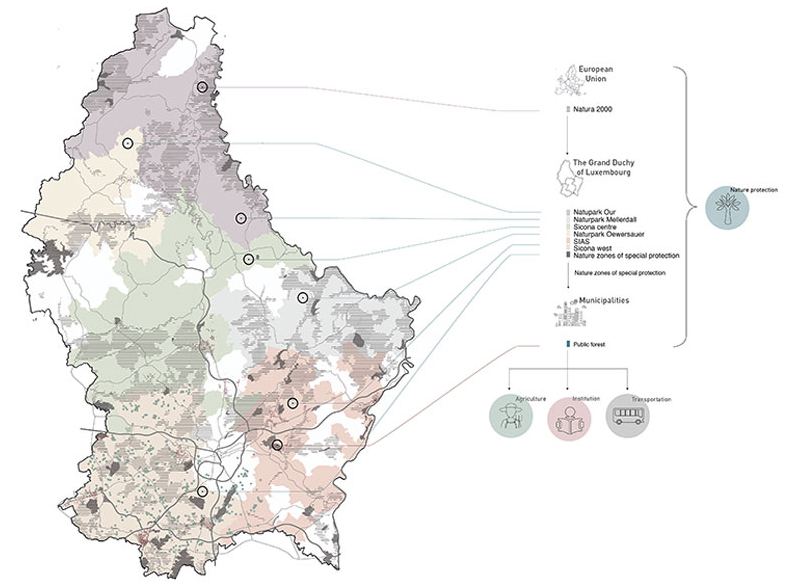 European
Union
Natura 2000
The Grand Duchy
of Luxembourg
Natupark Our
Naturpark Mellerdall
Sicona centre
Naturpark Oewersauer
SIAS
Sicona west
Nature zones of special protection
Nature zones of special protection
Municipalities
Public forest
Nature protection
Agriculture
Institution
Transportation